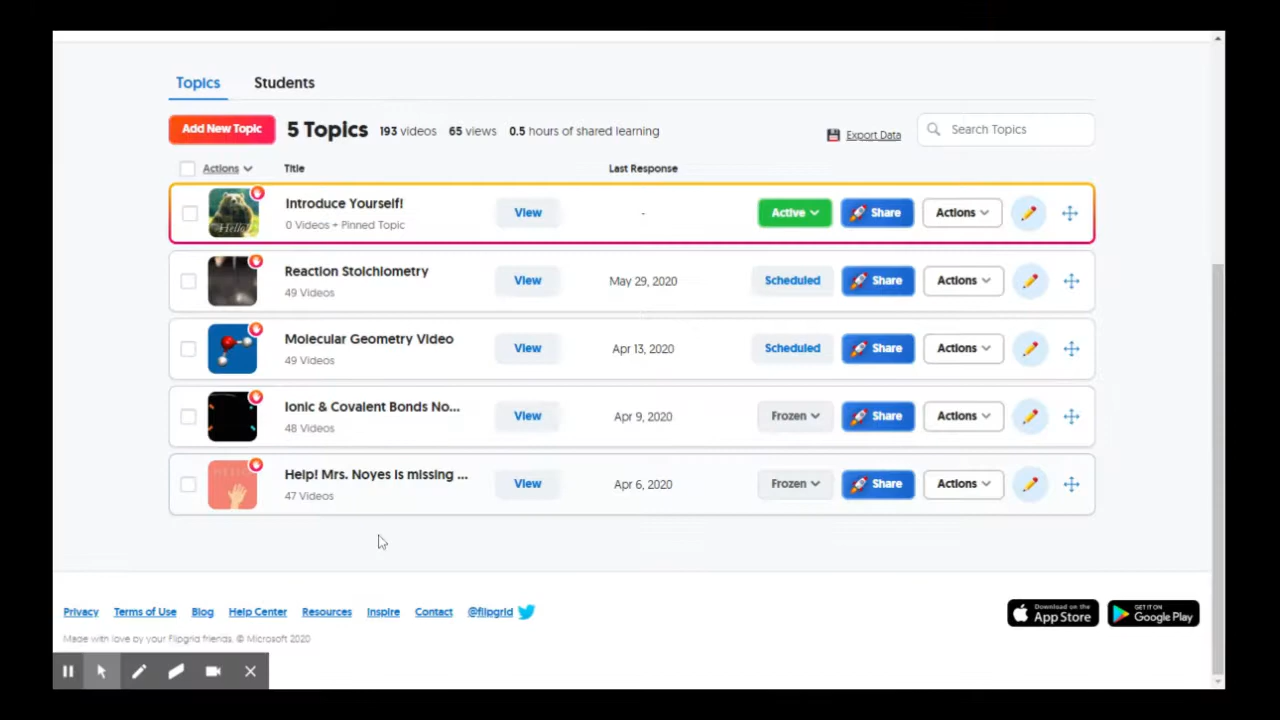 Topics Students
Add New Topic 5 Topics 193 videos 65 views 0.5 hours of shared learning Export Data Search Topics
Actions Title Last Response
Hello!
Introduce Yourself! View - Active Share Actions
0 Videos + Pinned Topic
Reaction Stoichiometry View May 29, 2020 Scheduled Share Actions
49 Videos
Molecular Geometry Video View Apr 13, 2020 Scheduled Share Actions
49 Videos
Ionic & Covalent Bonds No... View Apr 9, 2020 Frozen Share Actions
48 Videos
HELLO
Help! Mrs. Noyes is missing ... View Apr 6, 2020 Frozen Share Actions
47 Videos
Privacy Terms of Use Blog Help Center Resources Inspire Contact @flipgrid Download on the App Store GET IT ON Google Play
Made with love by your Flipgrid friends. © Microsoft 2020